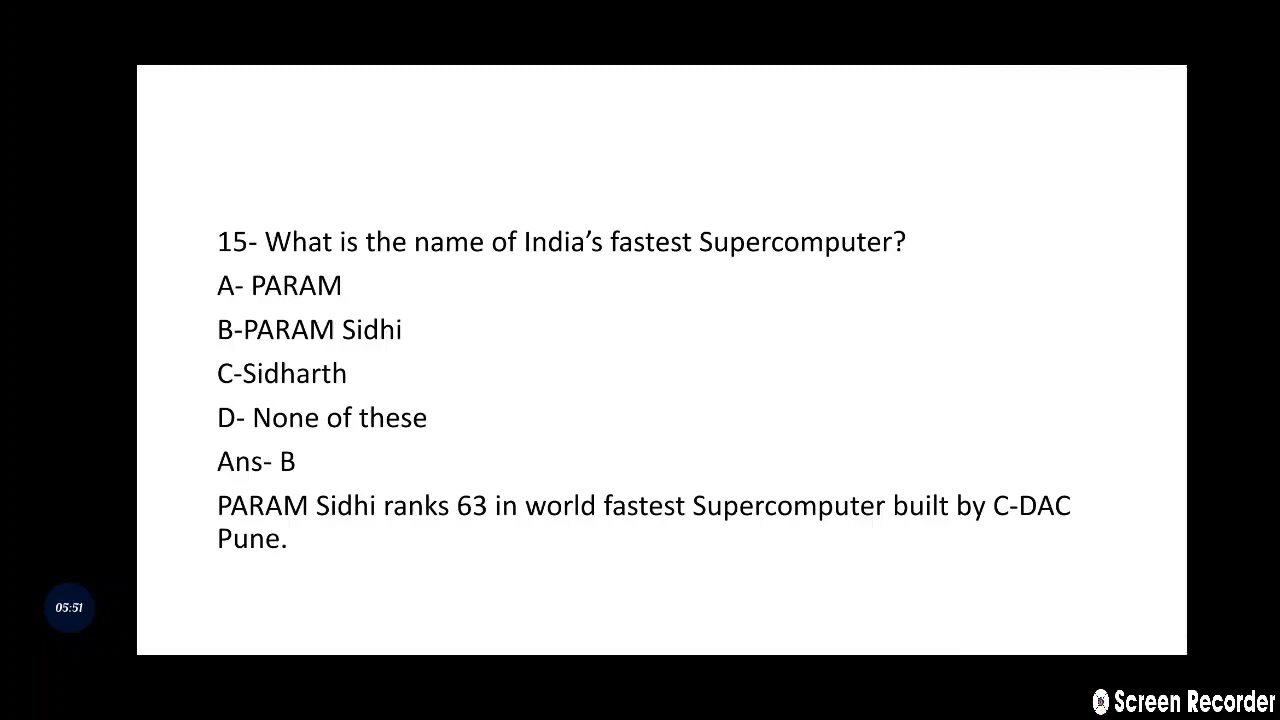 15- What is the name of India’s fastest Supercomputer?
A- PARAM
B-PARAM Sidhi
C-Sidharth
D- None of these
Ans- B
PARAM Sidhi ranks 63 in world fastest Supercomputer built by C-DAC
Pune.
05:51
Screen Recorder